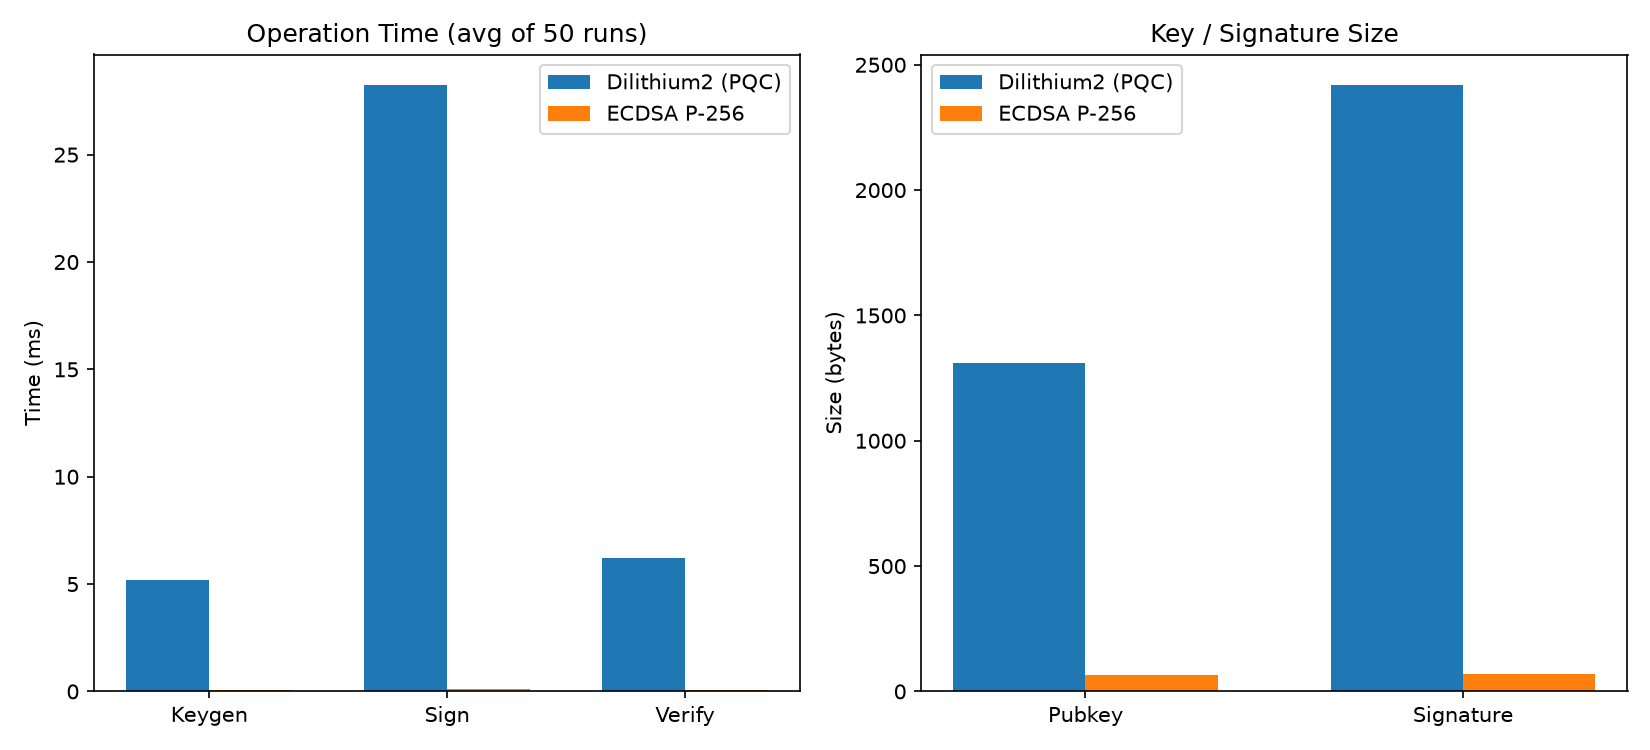 Operation Time (avg of 50 runs)
Dilithium2 (PQC)
ECDSA P-256
Time (ms)
25
20
15
10
5
0
Keygen
Sign
Verify
Key / Signature Size
Dilithium2 (PQC)
ECDSA P-256
Size (bytes)
2500
2000
1500
1000
500
0
Pubkey
Signature